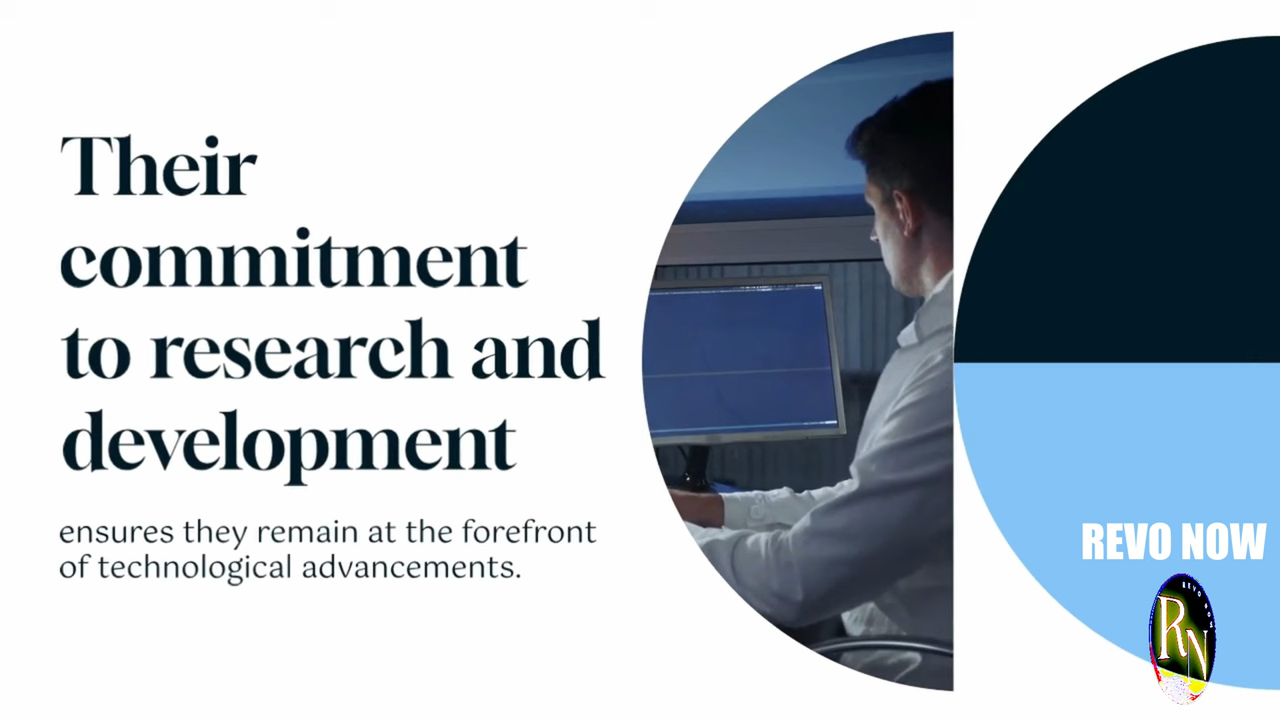 Their
commitment
to research and
development
ensures they remain at the forefront
of technological advancements.
REVO NOW
RN